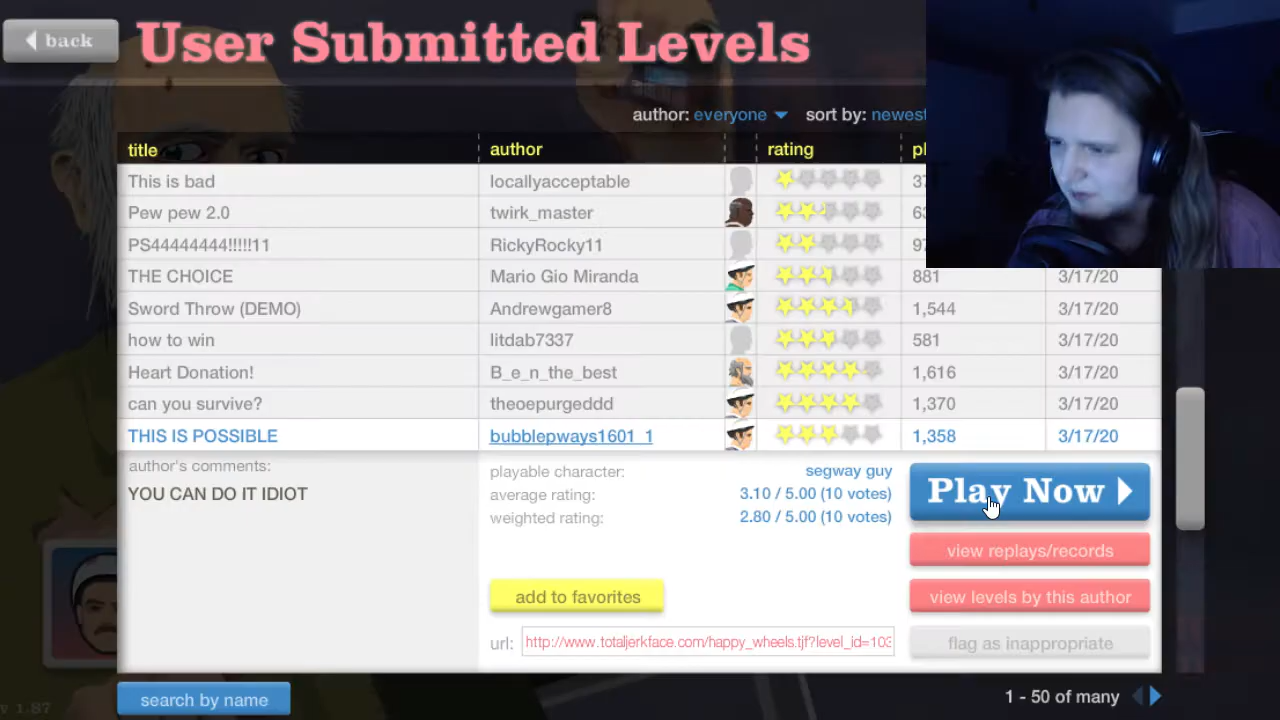 back
User Submitted Levels
author: everyone sort by: newest
title author rating pl
This is bad locallyacceptable 37
Pew pew 2.0 twirk_master 63
PS44444444!!!!!11 RickyRocky11 97
THE CHOICE Mario Gio Miranda 881 3/17/20
Sword Throw (DEMO) Andrewgamer8 1,544 3/17/20
how to win litdab7337 581 3/17/20
Heart Donation! B_e_n_the_best 1,616 3/17/20
can you survive? theoepurgeddd 1,370 3/17/20
THIS IS POSSIBLE bubblepways1601_1 1,358 3/17/20
author's comments:
YOU CAN DO IT IDIOT
playable character: segway guy
average rating: 3.10 / 5.00 (10 votes)
weighted rating: 2.80 / 5.00 (10 votes)
Play Now
view replays/records
add to favorites
view levels by this author
url: http://www.totaljerkface.com/happy_wheels.tjf?level_id=103
flag as inappropriate
search by name
1 - 50 of many
v 1.87